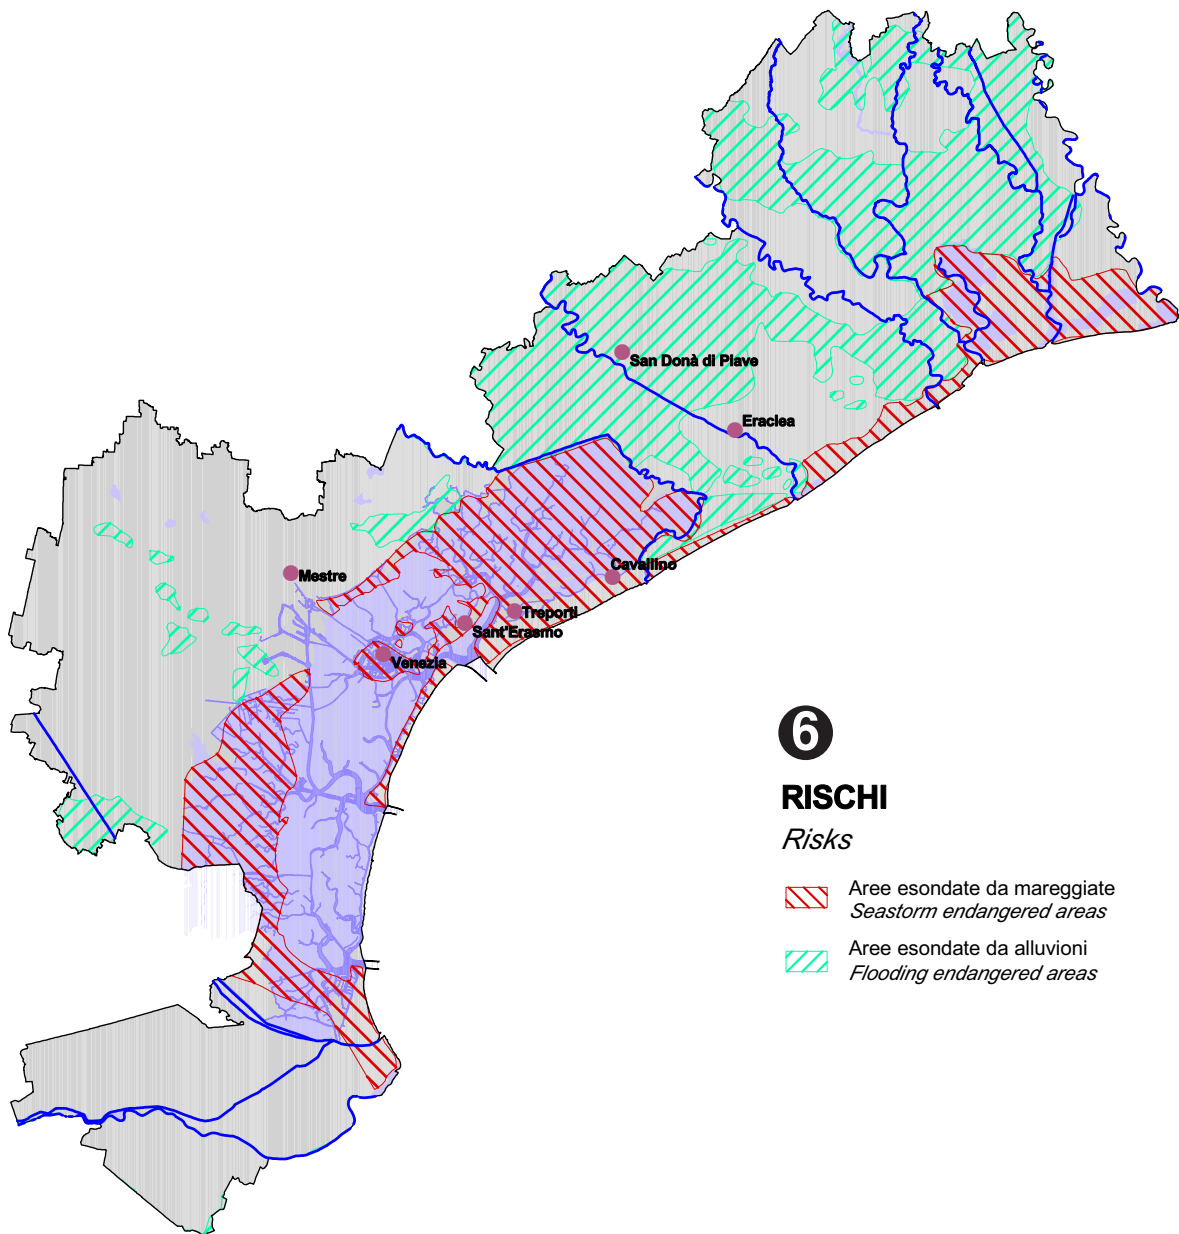 San Donà di Piave
Eraclea
Cavallino
Mestre
Treporti
Sant'Erasmo
Venezia
6
RISCHI
Risks
Aree esondate da mareggiate
Seastorm endangered areas
Aree esondate da alluvioni
Flooding endangered areas